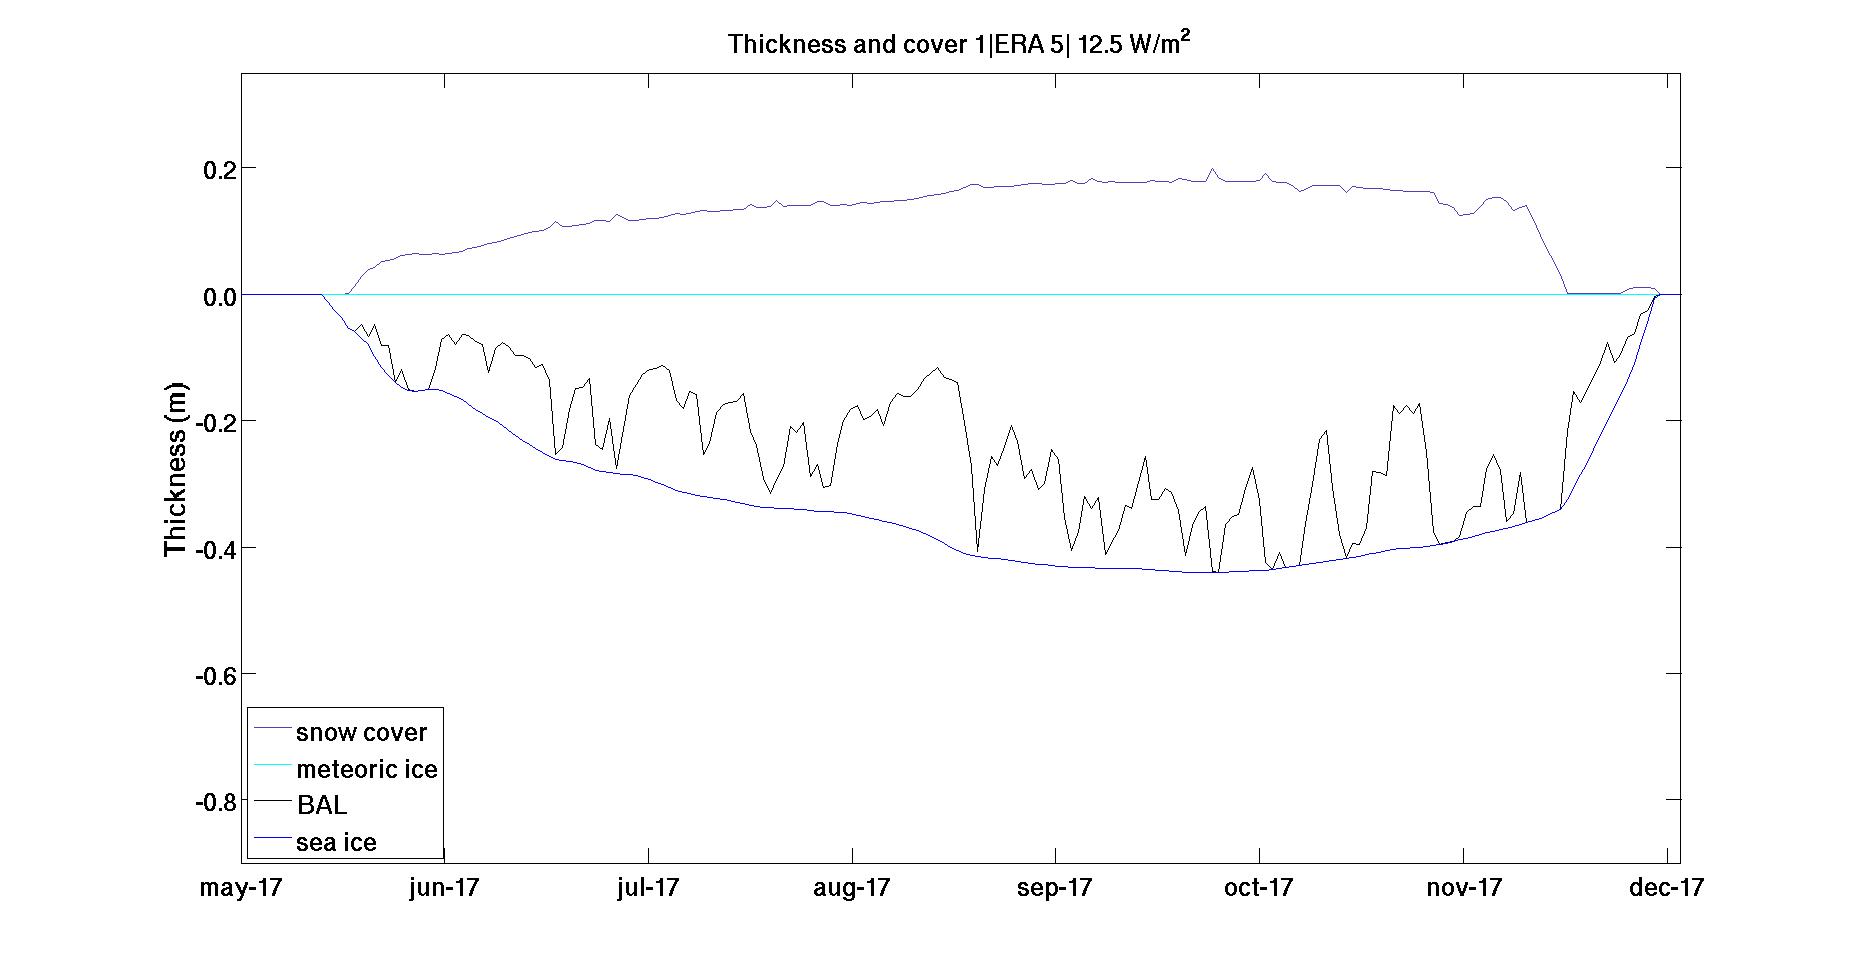 Thickness and cover 1|ERA 5| 12.5 W/m²
Thickness (m)
0.2
0.0
-0.2
-0.4
-0.6
-0.8
snow cover
meteoric ice
BAL
sea ice
may-17 jun-17 jul-17 aug-17 sep-17 oct-17 nov-17 dec-17